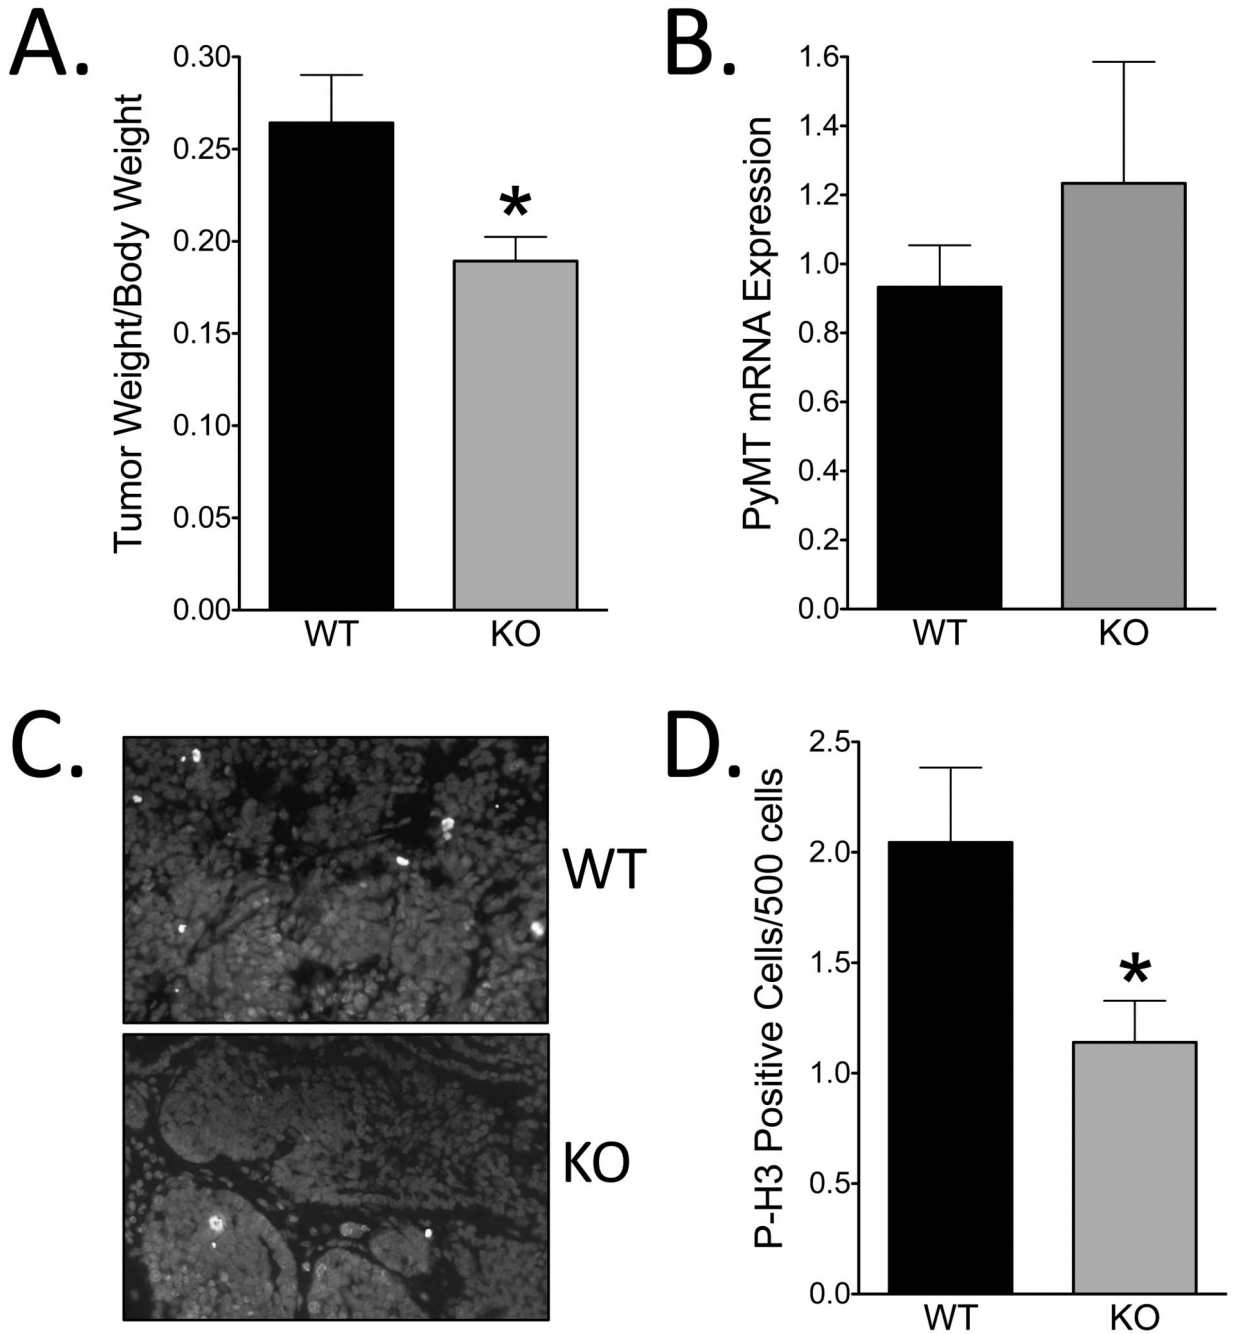 A.
Tumor Weight/Body Weight
0.30
0.25
0.20
0.15
0.10
0.05
0.00
*
WT
KO
B.
PyMT mRNA Expression
1.6
1.4
1.2
1.0
0.8
0.6
0.4
0.2
0.0
WT
KO
C.
WT
KO
D.
P-H3 Positive Cells/500 cells
2.5
2.0
1.5
1.0
0.5
0.0
*
WT
KO